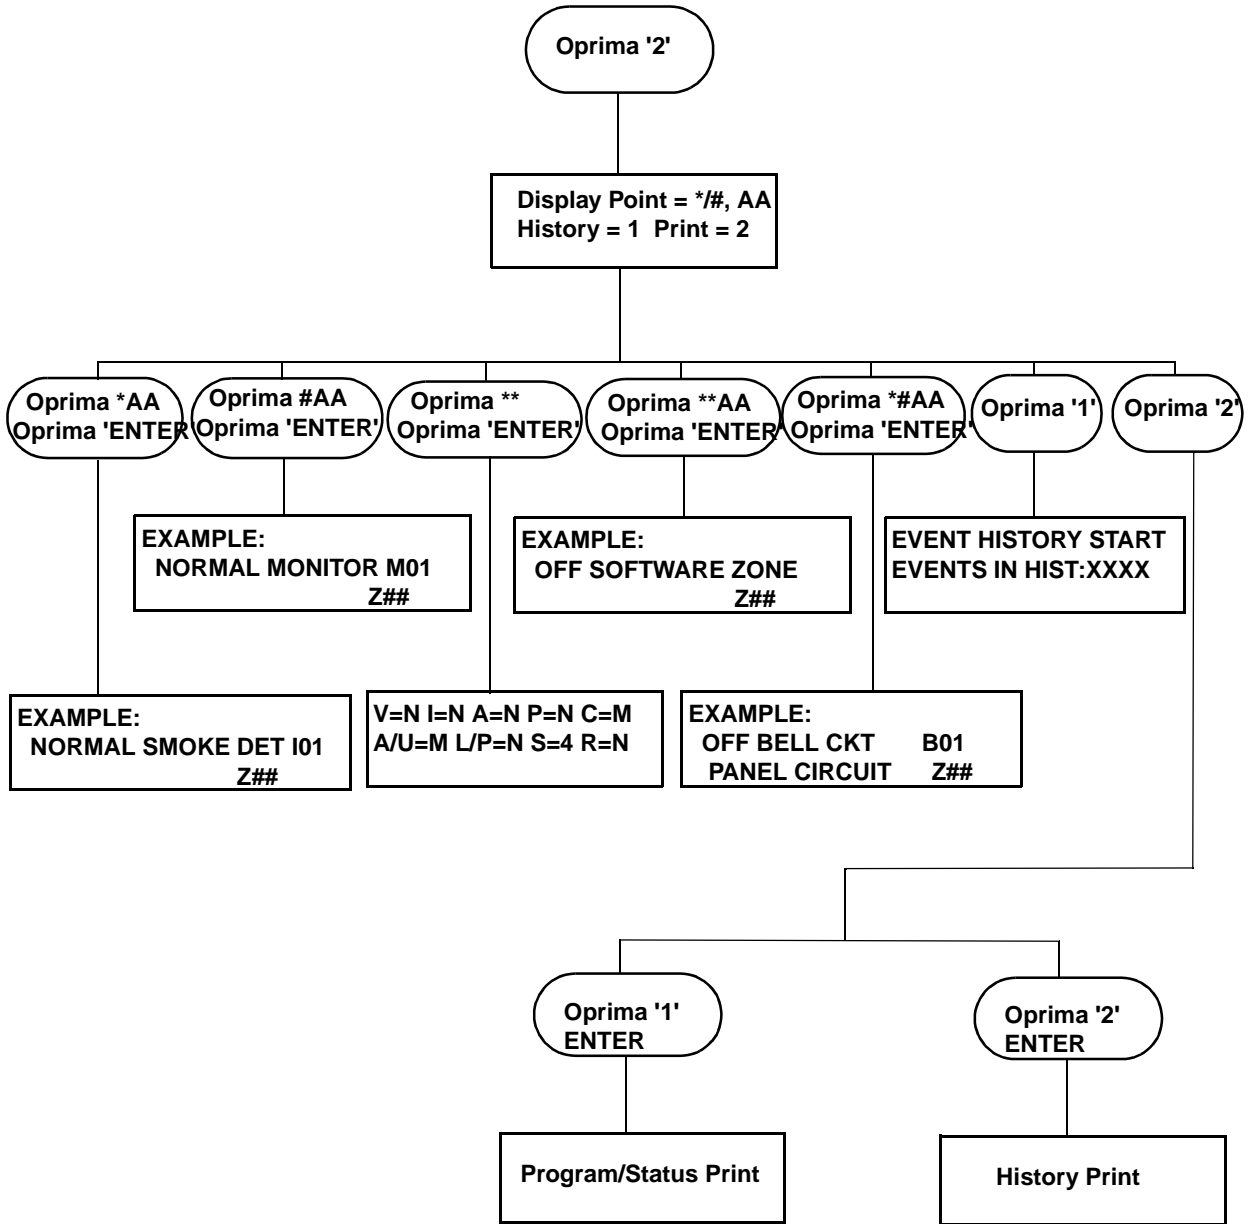 Oprima '2'
Display Point = */#, AA
History = 1 Print = 2
Oprima *AA
Oprima 'ENTER'
Oprima #AA
Oprima 'ENTER'
Oprima **
Oprima 'ENTER'
Oprima **AA
Oprima 'ENTER'
Oprima *#AA
Oprima 'ENTER'
Oprima '1'
Oprima '2'
EXAMPLE:
NORMAL MONITOR M01
Z##
EXAMPLE:
OFF SOFTWARE ZONE
Z##
EVENT HISTORY START
EVENTS IN HIST:XXXX
EXAMPLE:
NORMAL SMOKE DET I01
Z##
V=N I=N A=N P=N C=M
A/U=M L/P=N S=4 R=N
EXAMPLE:
OFF BELL CKT B01
PANEL CIRCUIT Z##
Oprima '1'
ENTER
Oprima '2'
ENTER
Program/Status Print
History Print